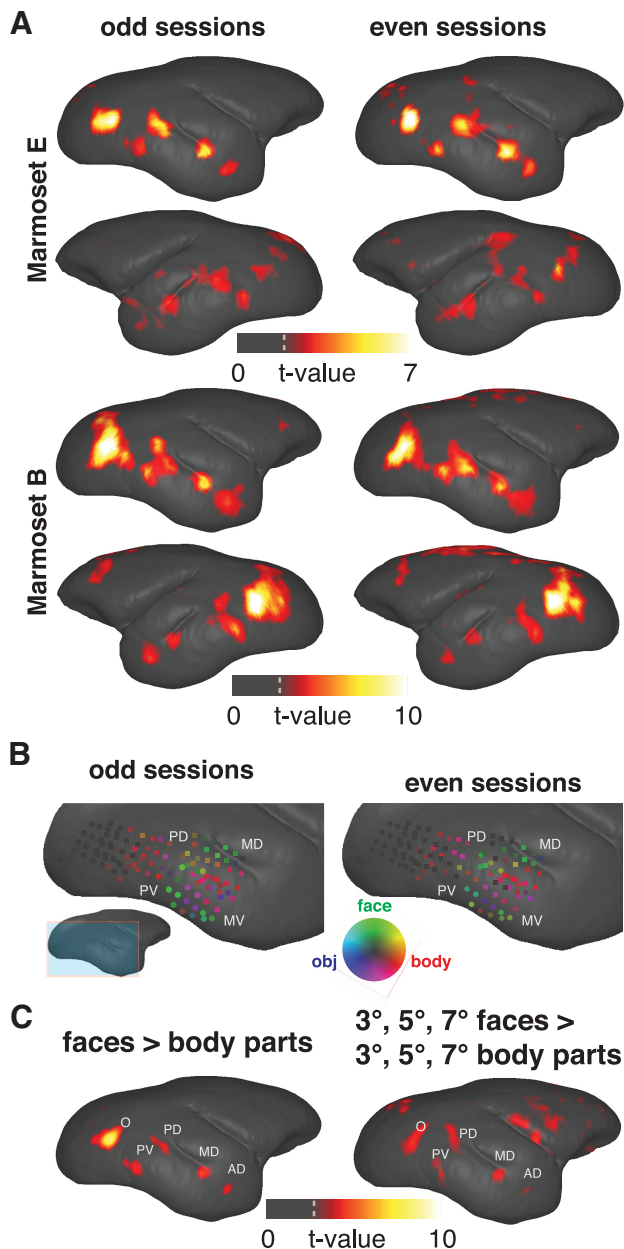 A
odd sessions
even sessions
Marmoset E
0 t-value 7
Marmoset B
0 t-value 10
B
odd sessions
even sessions
PD
MD
PV
MV
PD
MD
PV
MV
face
obj
body
C
faces > body parts
3°, 5°, 7° faces >
3°, 5°, 7° body parts
O
PD
PV
MD
AD
O
PD
PV
MD
AD
0 t-value 10